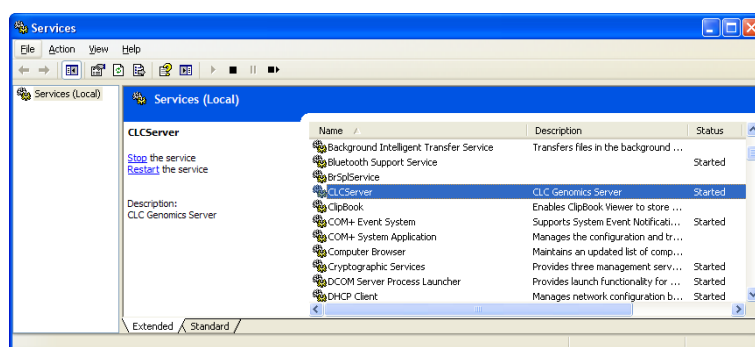 Services
File Action View Help
Services (Local)
Services (Local)
CLCServer
Stop the service
Restart the service
Description:
CLC Genomics Server
Name Description Status
Background Intelligent Transfer Service Transfers files in the background ...
Bluetooth Support Service Started
BrSplService
CLCServer CLC Genomics Server Started
ClipBook Enables ClipBook Viewer to store ...
COM+ Event System Supports System Event Notificati... Started
COM+ System Application Manages the configuration and tr...
Computer Browser Maintains an updated list of comp...
Cryptographic Services Provides three management serv... Started
DCOM Server Process Launcher Provides launch functionality for ... Started
DHCP Client Manages network configuration b... Started
Extended Standard